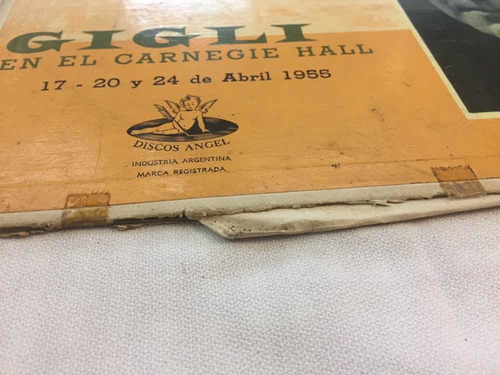 GIGLI
EN EL CARNEGIE HALL
17 - 20 y 24 de Abril 1955
DISCOS ANGEL
INDUSTRIA ARGENTINA
MARCA REGISTRADA